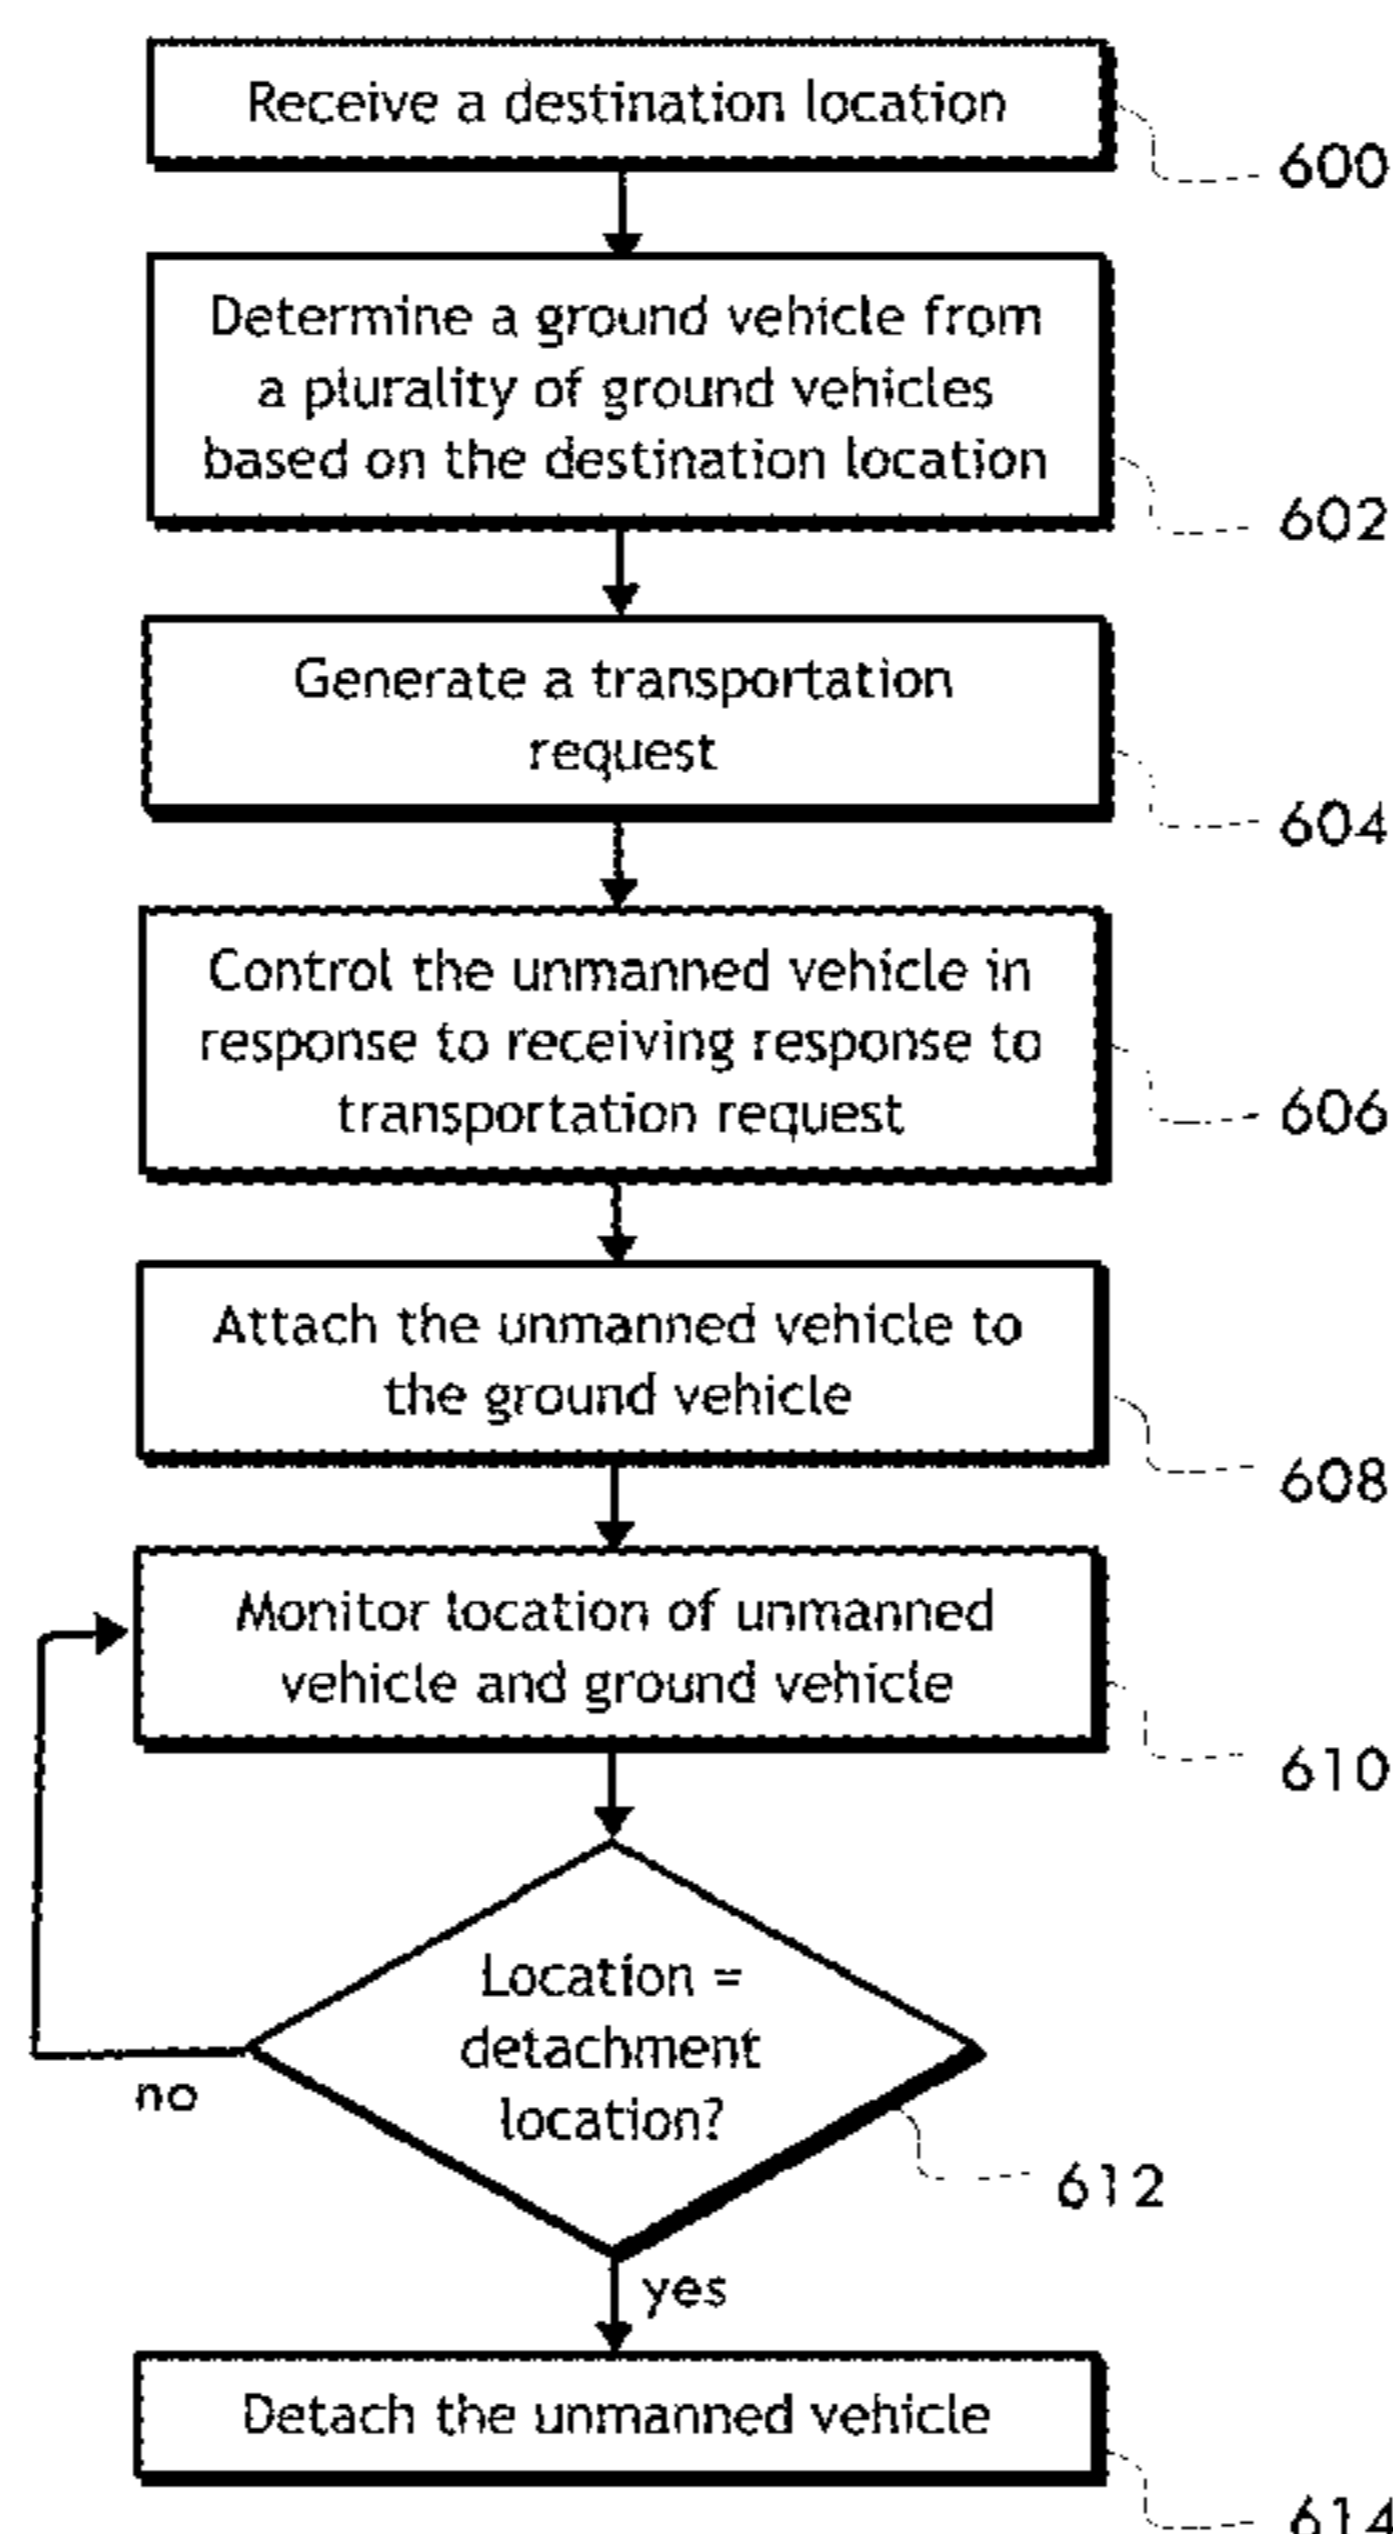 Receive a destination location
600
Determine a ground vehicle from
a plurality of ground vehicles
based on the destination location
602
Generate a transportation
request
604
Control the unmanned vehicle in
response to receiving response to
transportation request
606
Attach the unmanned vehicle to
the ground vehicle
608
Monitor location of unmanned
vehicle and ground vehicle
610
Location =
detachment
location?
no
612
yes
Detach the unmanned vehicle
614